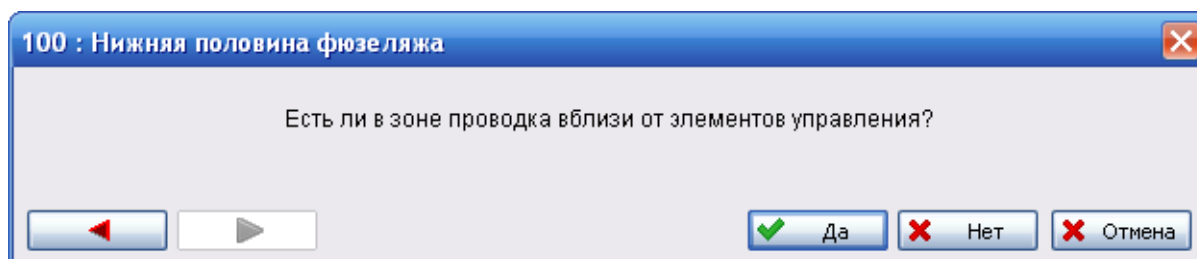 100 : Нижняя половина фюзеляжа
Есть ли в зоне проводка вблизи от элементов управления?
Да Нет Отмена